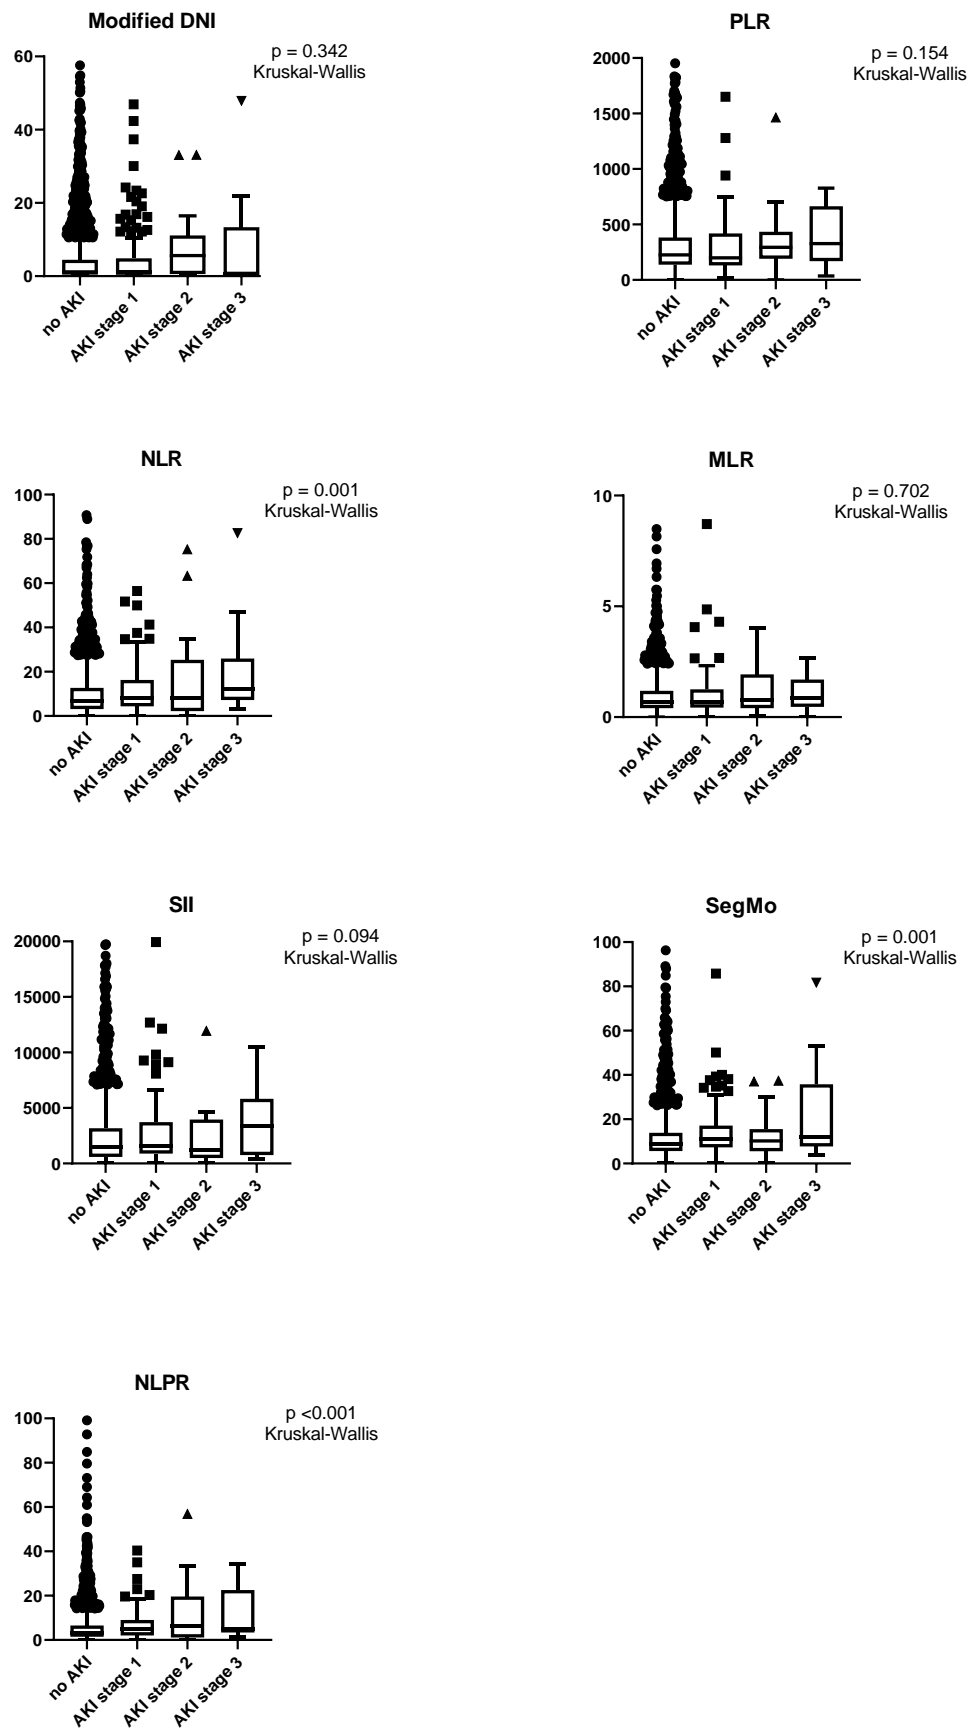 Modified DNI
p = 0.342
Kruskal-Wallis
60
40
20
0
no AKI
AKI stage 1
AKI stage 2
AKI stage 3
PLR
p = 0.154
Kruskal-Wallis
2000
1500
1000
500
0
no AKI
AKI stage 1
AKI stage 2
AKI stage 3
NLR
p = 0.001
Kruskal-Wallis
100
80
60
40
20
0
no AKI
AKI stage 1
AKI stage 2
AKI stage 3
MLR
p = 0.702
Kruskal-Wallis
10
5
0
no AKI
AKI stage 1
AKI stage 2
AKI stage 3
SII
p = 0.094
Kruskal-Wallis
20000
15000
10000
5000
0
no AKI
AKI stage 1
AKI stage 2
AKI stage 3
SegMo
p = 0.001
Kruskal-Wallis
100
80
60
40
20
0
no AKI
AKI stage 1
AKI stage 2
AKI stage 3
NLPR
p <0.001
Kruskal-Wallis
100
80
60
40
20
0
no AKI
AKI stage 1
AKI stage 2
AKI stage 3